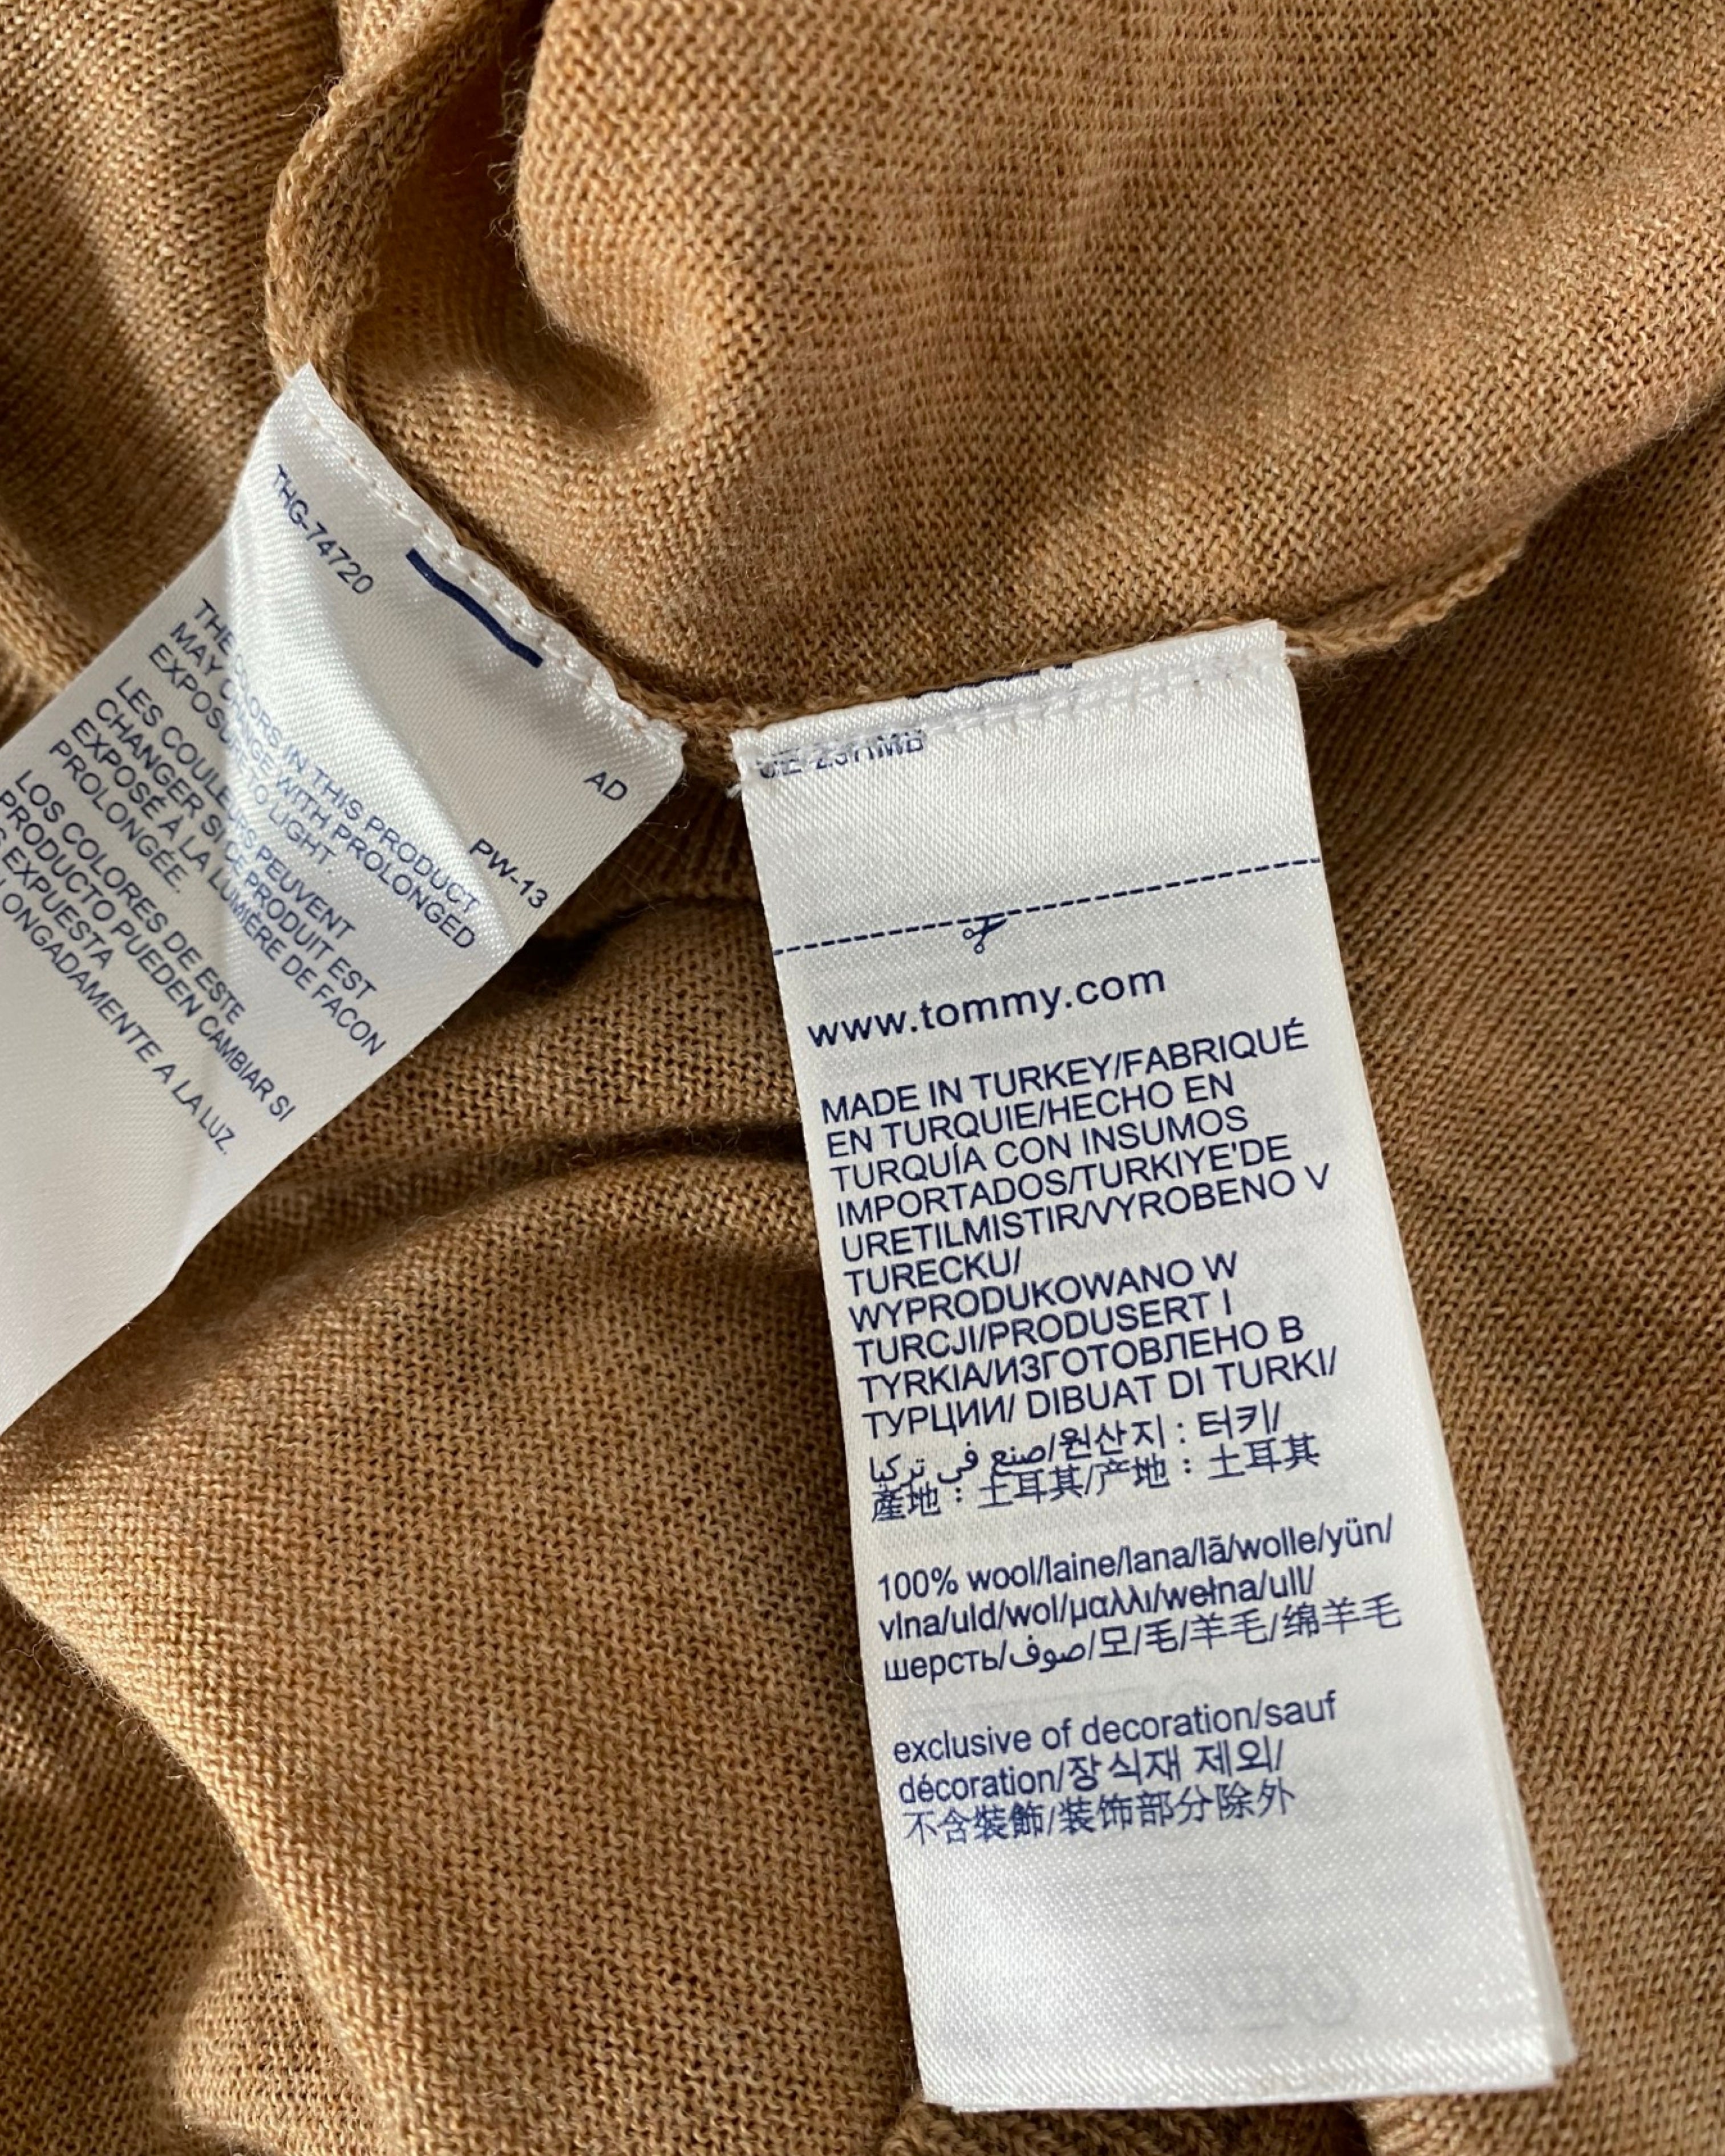 THG-74720
AD
PW-13
THE COLORS IN THIS PRODUCT
MAY CHANGE WITH PROLONGED
EXPOSURE TO LIGHT.
LES COULEURS PEUVENT
CHANGER SI CE PRODUIT EST
EXPOSÉ À LA LUMIÈRE DE FACON
PROLONGÉE.
LOS COLORES DE ESTE
PRODUCTO PUEDEN CAMBIAR SI
EXPUESTA
A LA LUZ.
www.tommy.com
MADE IN TURKEY/FABRIQUÉ
EN TURQUIE/HECHO EN
TURQUÍA CON INSUMOS
IMPORTADOS/TURKIYE'DE
URETILMISTIR/VYROBENO V
TURECKU/
WYPRODUKOWANO W
TURCJI/PRODUSERT I
TYRKIA/ИЗГОТОВЛЕНО В
ТУРЦИИ/ DIBUAT DI TURKI/
صنع في تركيا/원산지 : 터키/
產地：土耳其/产地：土耳其
100% wool/laine/lana/lã/wolle/yün/
vlna/uld/wol/μαλλι/wełna/ull/
шерсть/صوف/모/毛/羊毛/绵羊毛
exclusive of decoration/sauf
décoration/장식재 제외/
不含裝飾/装饰部分除外